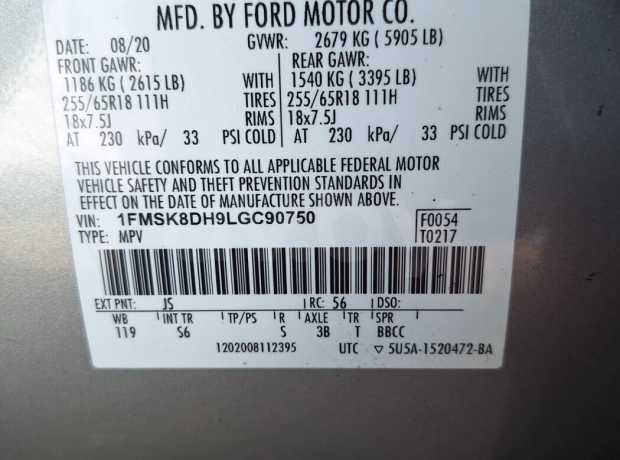 MFD. BY FORD MOTOR CO.
DATE: 08/20 GVWR: 2679 KG ( 5905 LB)
FRONT GAWR: REAR GAWR:
1186 KG ( 2615 LB) WITH 1540 KG ( 3395 LB) WITH
255/65R18 111H TIRES 255/65R18 111H TIRES
18x7.5J RIMS 18x7.5J RIMS
AT 230 kPa/ 33 PSI COLD AT 230 kPa/ 33 PSI COLD
THIS VEHICLE CONFORMS TO ALL APPLICABLE FEDERAL MOTOR
VEHICLE SAFETY AND THEFT PREVENTION STANDARDS IN
EFFECT ON THE DATE OF MANUFACTURE SHOWN ABOVE.
VIN: 1FMSK8DH9LGC90750 F0054
TYPE: MPV T0217
EXT PNT: JS RC: 56 DSO:
WB INT TR TP/PS R AXLE TR SPR
119 S6 S 3B T BBCC
1202008112395 UTC ▽ 5U5A-1520472-BA